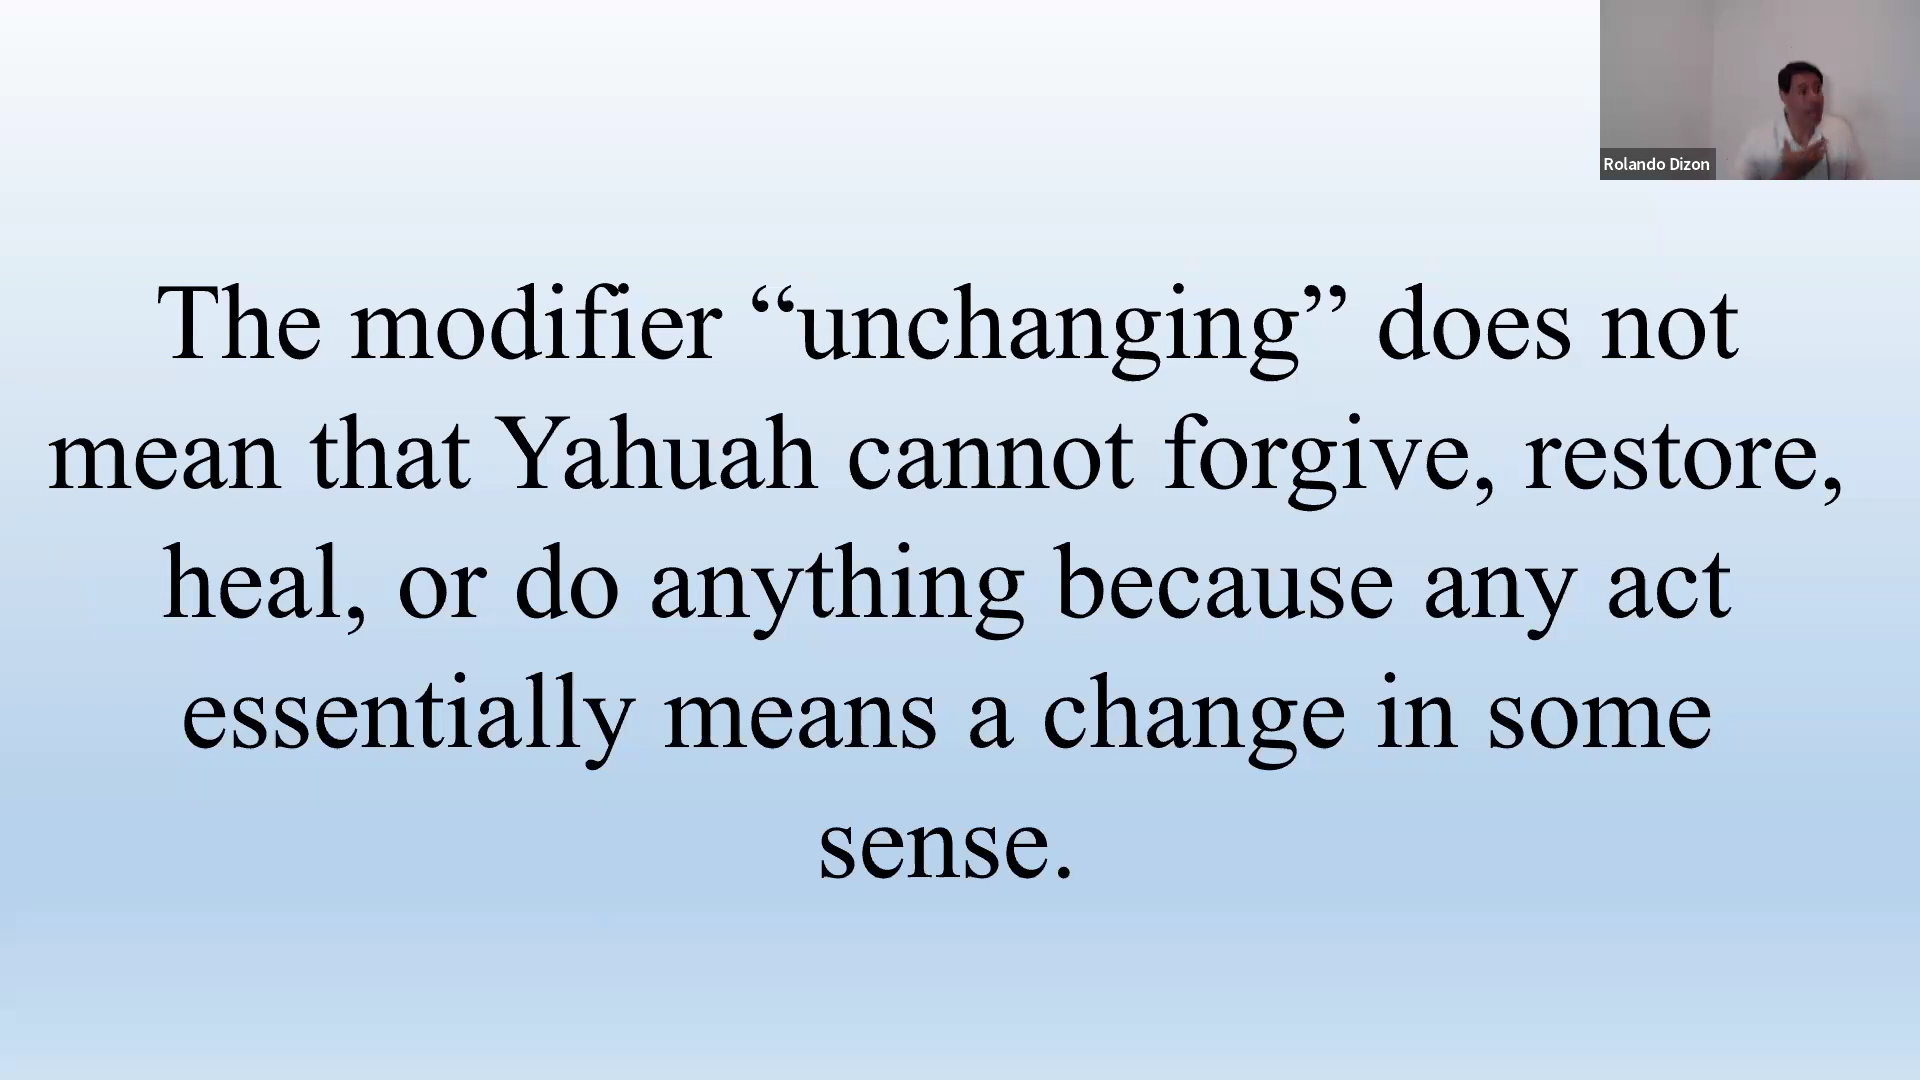 Rolando Dizon
The modifier “unchanging” does not
mean that Yahuah cannot forgive, restore,
heal, or do anything because any act
essentially means a change in some
sense.